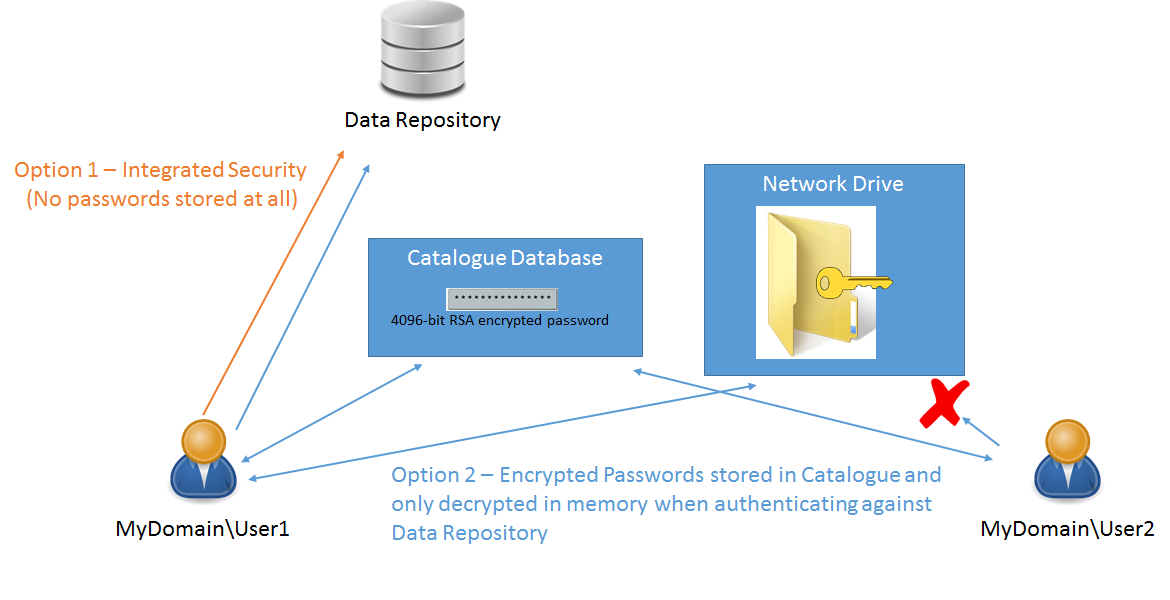 Data Repository
Option 1 – Integrated Security
(No passwords stored at all)
Network Drive
Catalogue Database
***************
4096-bit RSA encrypted password
Option 2 – Encrypted Passwords stored in Catalogue and
only decrypted in memory when authenticating against
Data Repository
MyDomain\User1
MyDomain\User2